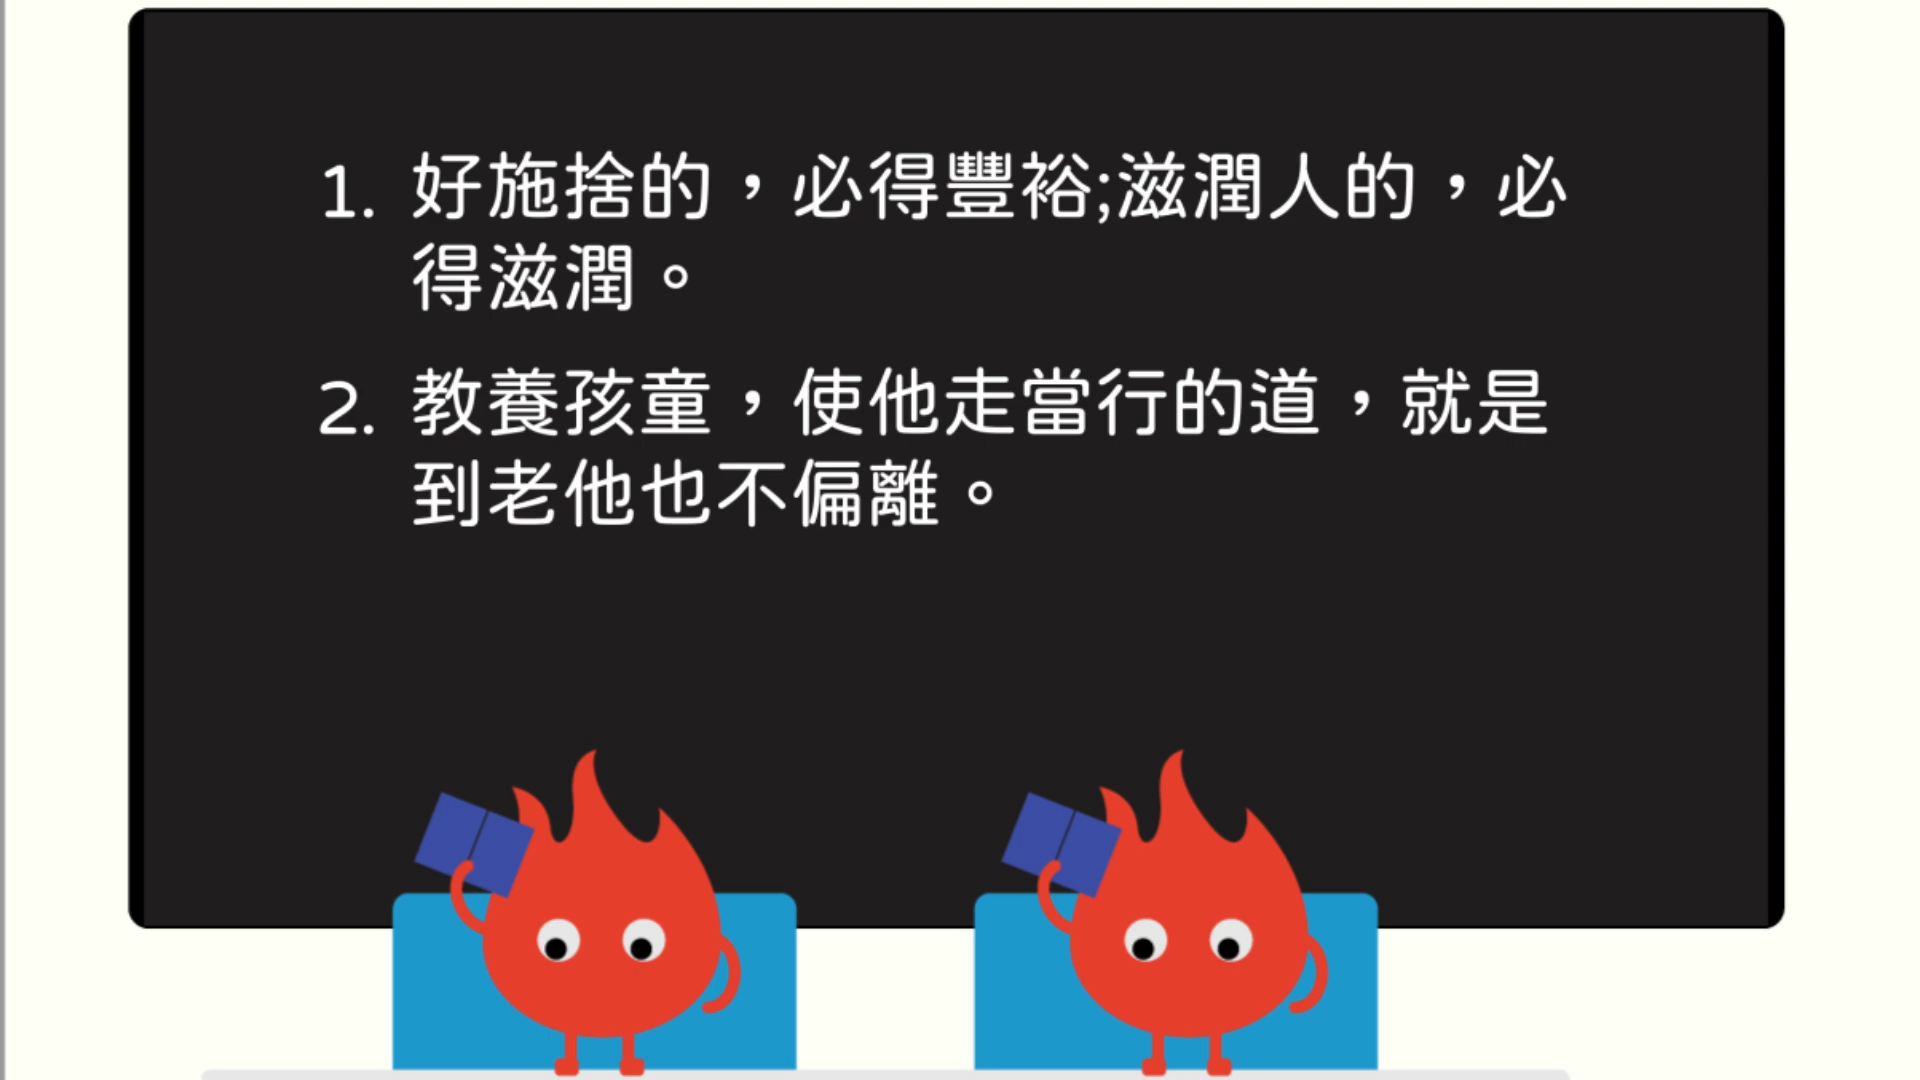 1. 好施捨的，必得豐裕;滋潤人的，必
得滋潤。
2. 教養孩童，使他走當行的道，就是
到老他也不偏離。